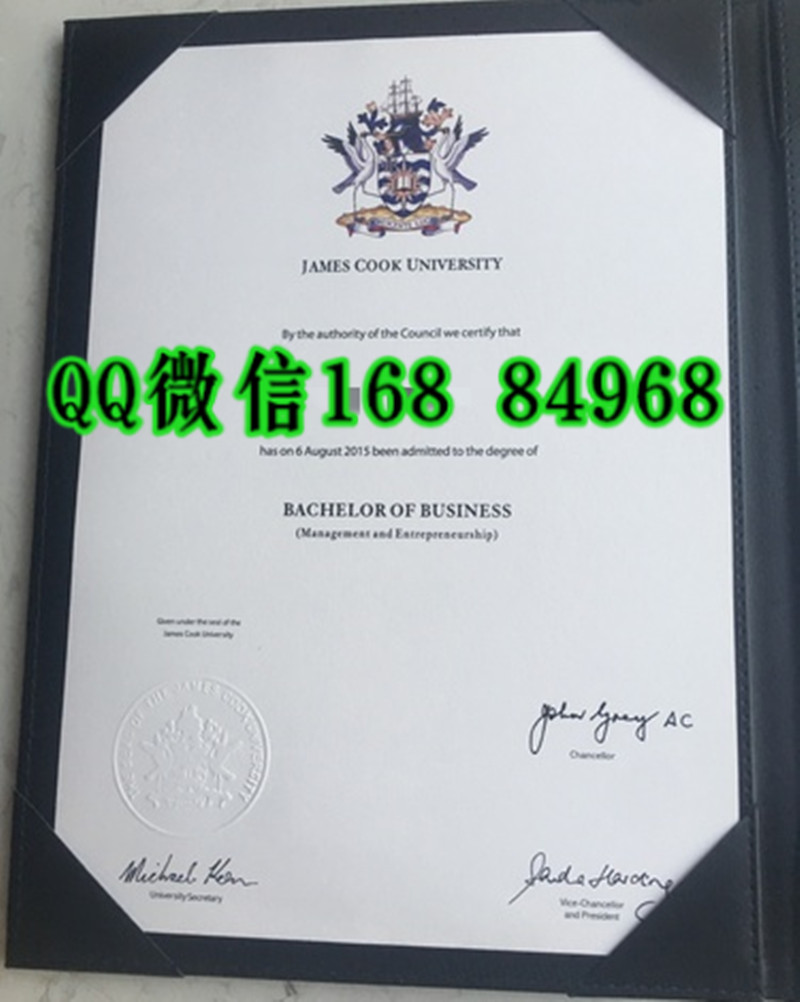 JAMES COOK UNIVERSITY
By the authority of the Council we certify that
QQ微信168 84968
has on 6 August 2015 been admitted to the degree of
BACHELOR OF BUSINESS
(Management and Entrepreneurship)
Given under the seal of the
James Cook University
AC
Chancellor
Michael
University Secretary
Vice-Chancellor
and President